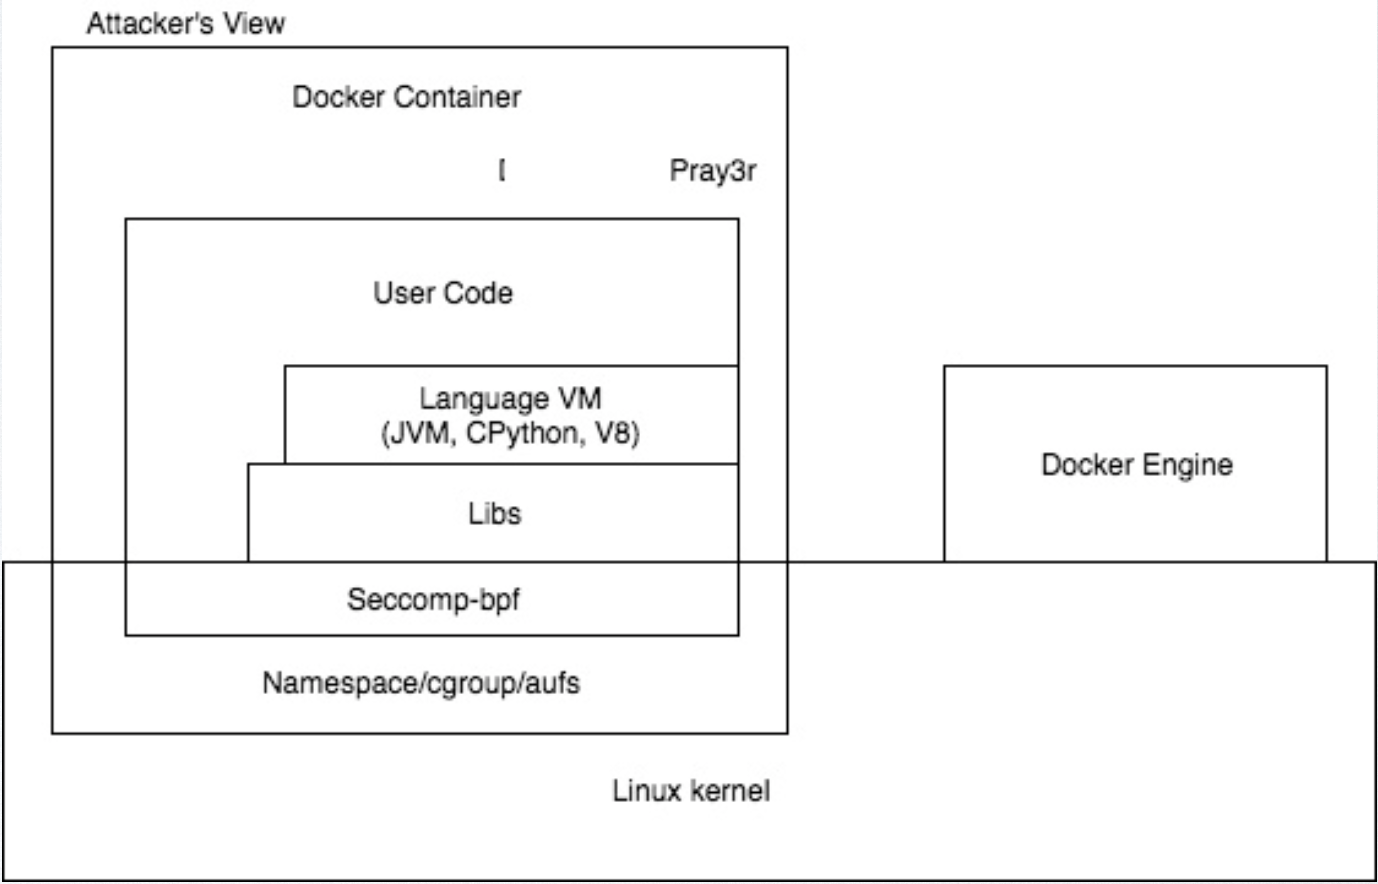 Attacker's View
Docker Container
Pray3r
User Code
Language VM
(JVM, CPython, V8)
Docker Engine
Libs
Seccomp-bpf
Namespace/cgroup/aufs
Linux kernel